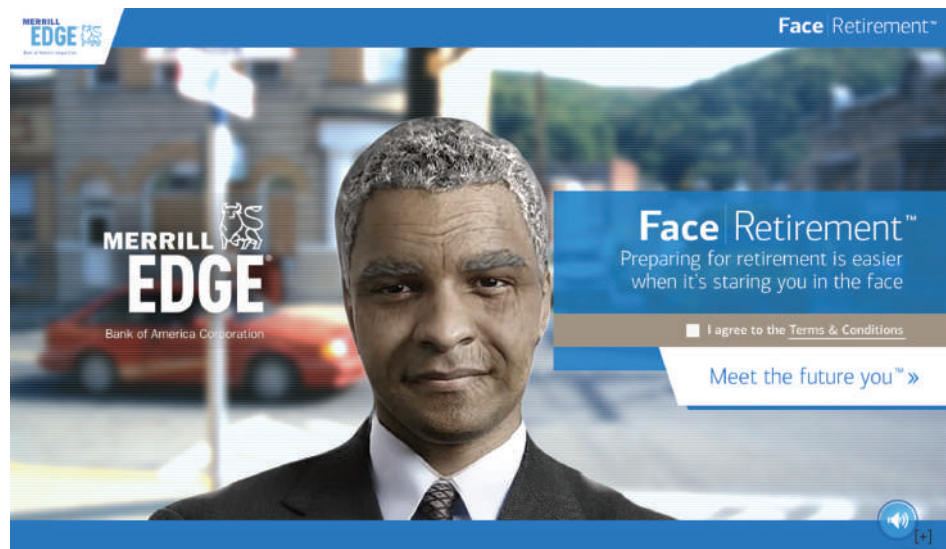 MERRILL
EDGE
Face Retirement™
MERRILL
EDGE®
Bank of America Corporation
Face Retirement™
Preparing for retirement is easier
when it's staring you in the face
I agree to the Terms & Conditions
Meet the future you™ »
[+]